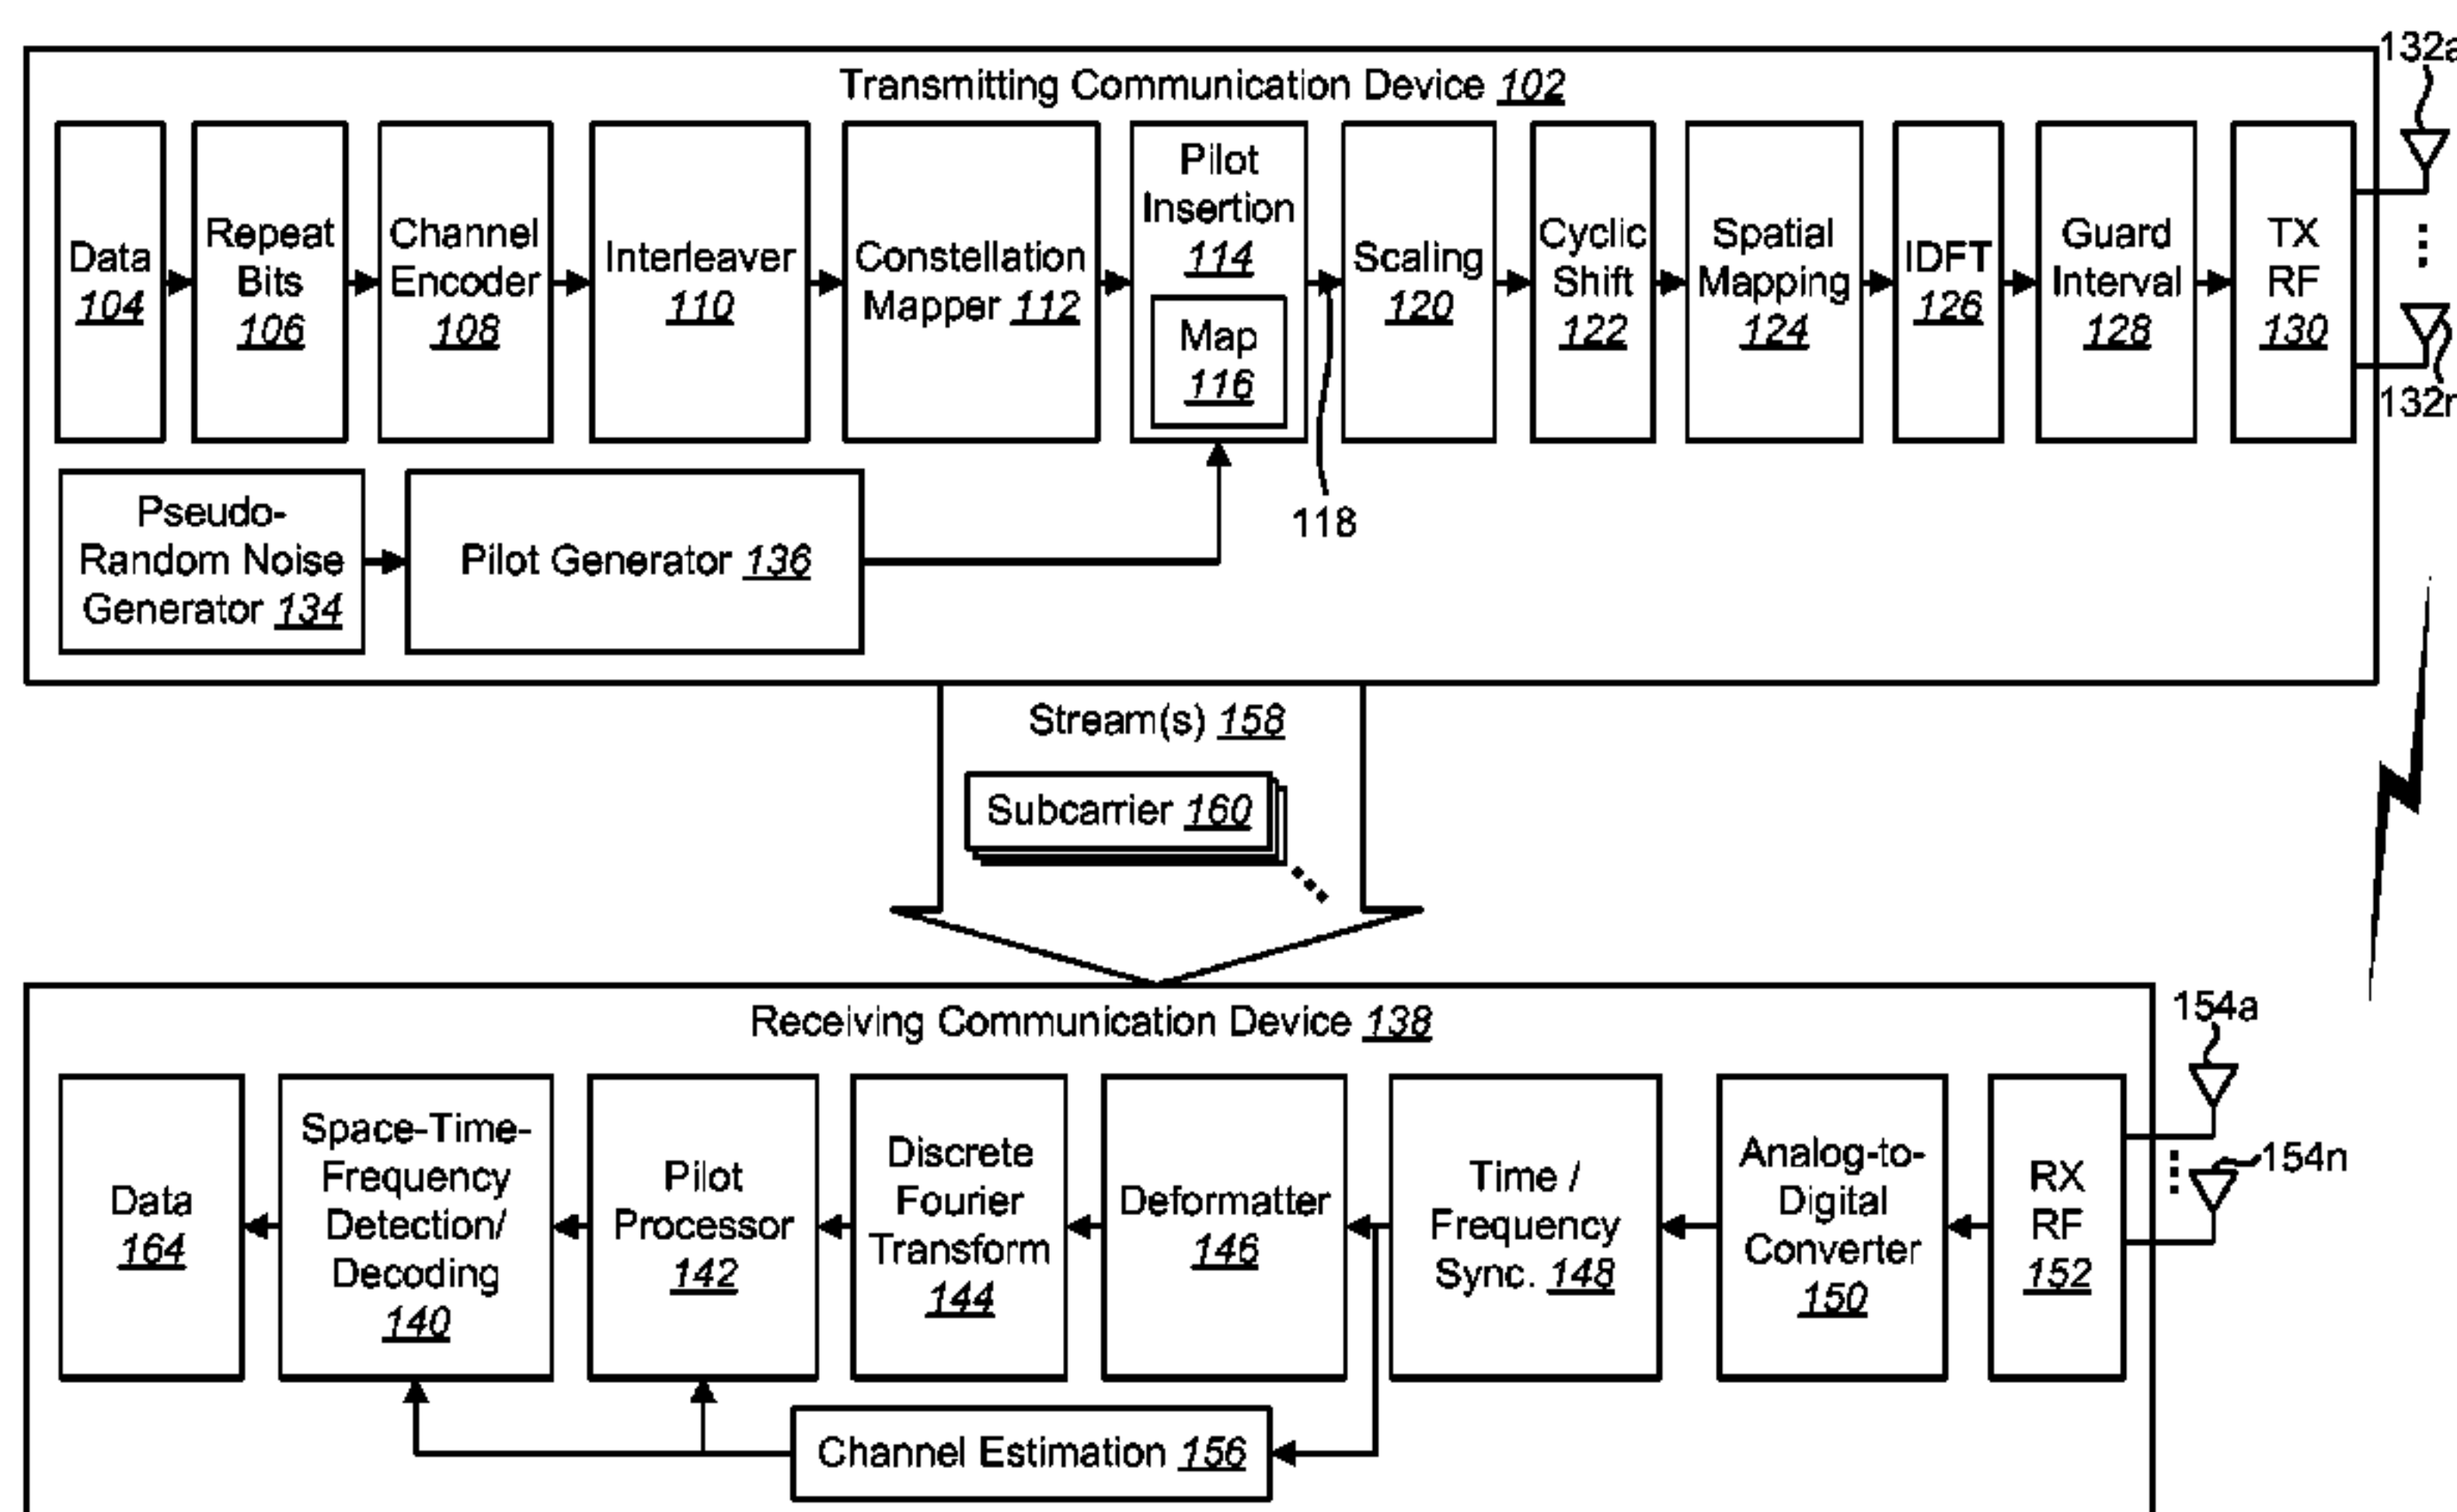 132a
Transmitting Communication Device 102
Data
104
Repeat
Bits
106
Channel
Encoder
108
Interleaver
110
Constellation
Mapper 112
Pilot
Insertion
114
Map
116
Scaling
120
Cyclic
Shift
122
Spatial
Mapping
124
IDFT
126
Guard
Interval
128
TX
RF
130
132n
118
Pseudo-
Random Noise
Generator 134
Pilot Generator 136
Stream(s) 158
Subcarrier 160
Receiving Communication Device 138
154a
154n
Data
164
Space-Time-
Frequency
Detection/
Decoding
140
Pilot
Processor
142
Discrete
Fourier
Transform
144
Deformatter
146
Time /
Frequency
Sync. 148
Analog-to-
Digital
Converter
150
RX
RF
152
Channel Estimation 156